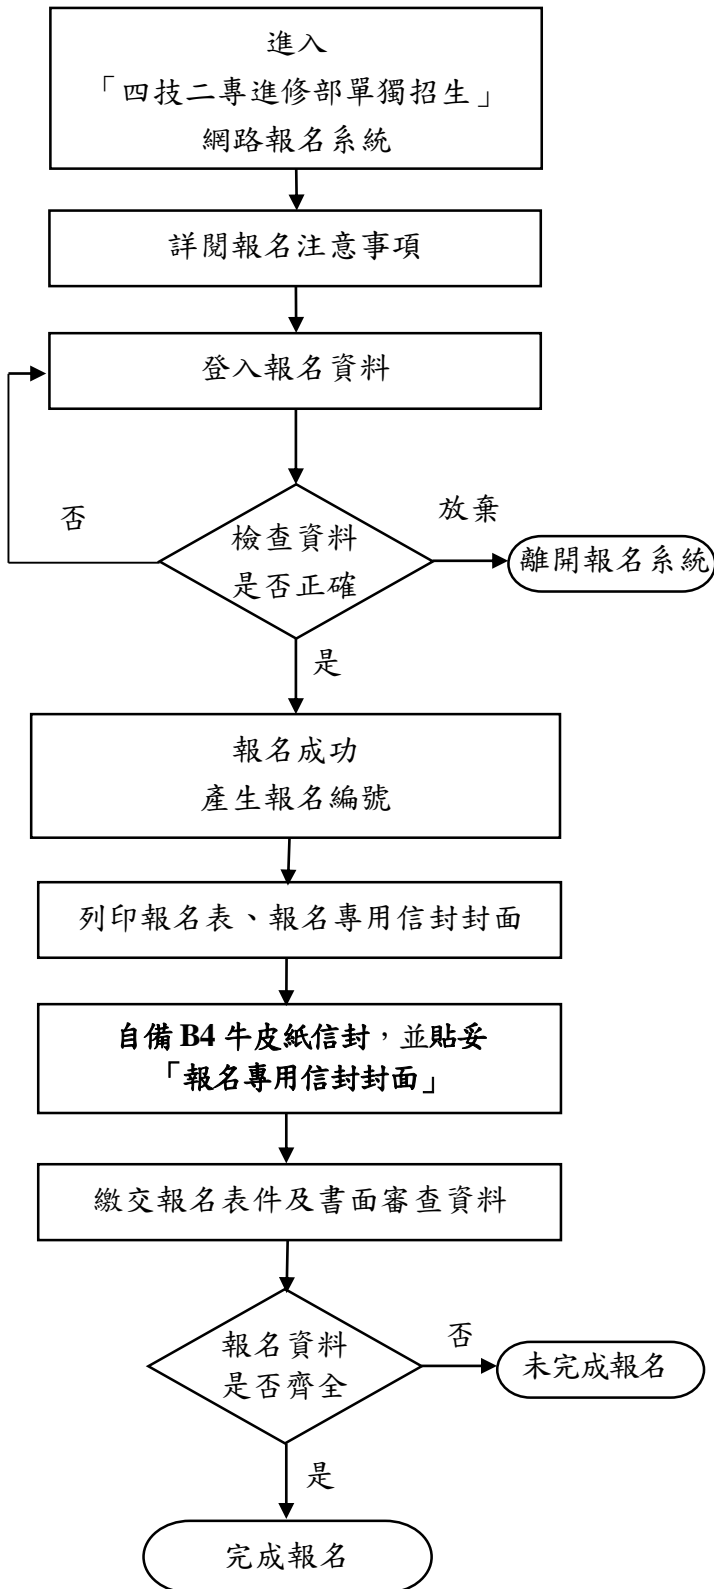 進入
「四技二專進修部單獨招生」
網路報名系統
詳閱報名注意事項
登入報名資料
否
放棄
檢查資料
是否正確
離開報名系統
是
報名成功
產生報名編號
列印報名表、報名專用信封封面
自備 B4 牛皮紙信封，並貼妥
「報名專用信封封面」
繳交報名表件及書面審查資料
報名資料
是否齊全
否
未完成報名
是
完成報名